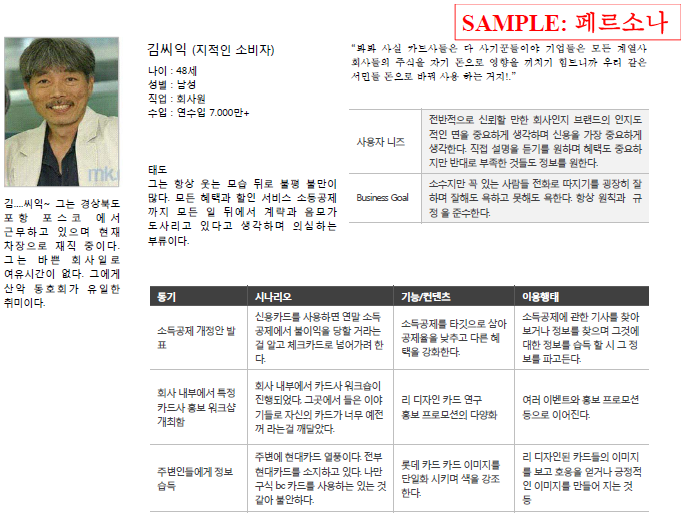 SAMPLE: 페르소나
김씨익 (지적인 소비자)
나이 : 48세
성별 : 남성
직업 : 회사원
수입 : 연수입 7.000만+
“봐봐 사실 카드사들은 다 사기꾼들이야 기업들은 모든 계열사
회사들의 주식을 자기 돈으로 영향을 끼치기 힘드니까 우리 같은
서민들 돈으로 바꿔 사용 하는 거지!.”
mk.
김....씨익~ 그는 경상북도
포항 포스코 에서
근무하고 있으며 현재
차장으로 재직 중이다.
그는 바쁜 회사일로
여유시간이 없다. 그에게
산악 동호회가 유일한
취미이다.
태도
그는 항상 웃는 모습 뒤로 불평 불만이
많다. 모든 혜택과 할인 서비스 소등공제
까지 모든 일 뒤에서 계략과 음모가
도사리고 있다고 생각하며 의심하는
부류이다.
사용자 니즈
전반적으로 신뢰할 만한 회사인지 브랜드의 인지도
적인 면을 중요하게 생각하며 신용을 가장 중요하게
생각한다. 직접 설명을 듣기를 원하며 혜택도 중요하
지만 반대로 부족한 것들도 정보를 원한다.
Business Goal
소수지만 꼭 있는 사람들 전화로 따지기를 굉장히 잘
하며 잘해도 욕하고 못해도 욕한다. 항상 원칙과 규
정 을 준수한다.
동기 시나리오 기능/컨텐츠 이용행태
소득공제 개정안 발
표
신용카드를 사용하면 연말 소득
공제에서 불이익을 당할 거라는
걸 알고 체크카드로 넘어가려 한
다.
소득공제를 타깃으로 삼아
공제율을 낮추고 다른 혜
택을 강화한다.
소득공제에 관한 기사를 찾아
보거나 정보를 찾으며 그것에
대한 정보를 습득 할 시 그 정
보를 파고든다.
회사 내부에서 특정
카드사 홍보 워크샵
개최함
회사 내부에서 카드사 워크숍이
진행되었다. 그곳에서 들은 이야
기들로 자신의 카드가 너무 예전
꺼 라는걸 깨달았다.
리 디자인 카드 연구
홍보 프로모션의 다양화
여러 이벤트와 홍보 프로모션
등으로 이어진다.
주변인들에게 정보
습득
주변에 현대카드 열풍이다. 전부
현대카드를 소지하고 있다. 나만
구식 bc 카드를 사용하는 있는 것
같아 불안하다.
롯데 카드 카드 이미지를
단일화 시키며 색을 강조
한다.
리 디자인된 카드들의 이미지
를 보고 호응을 얻거나 긍정적
인 이미지를 만들어 지는 것
등